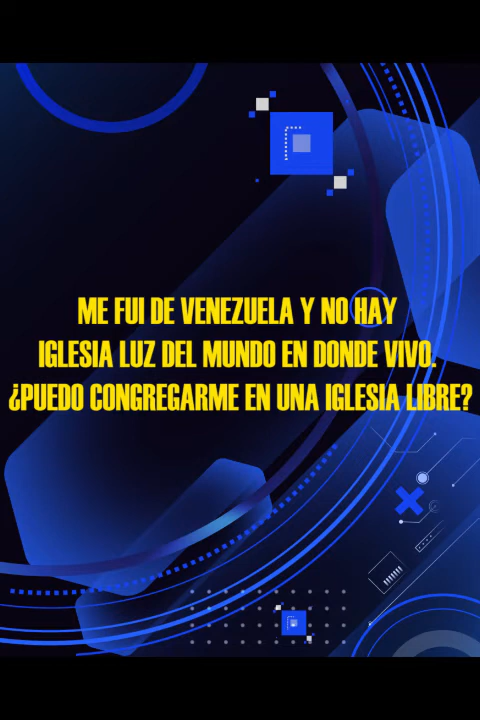 ME FUI DE VENEZUELA Y NO HAY
IGLESIA LUZ DEL MUNDO EN DONDE VIVO.
¿PUEDO CONGREGARME EN UNA IGLESIA LIBRE?